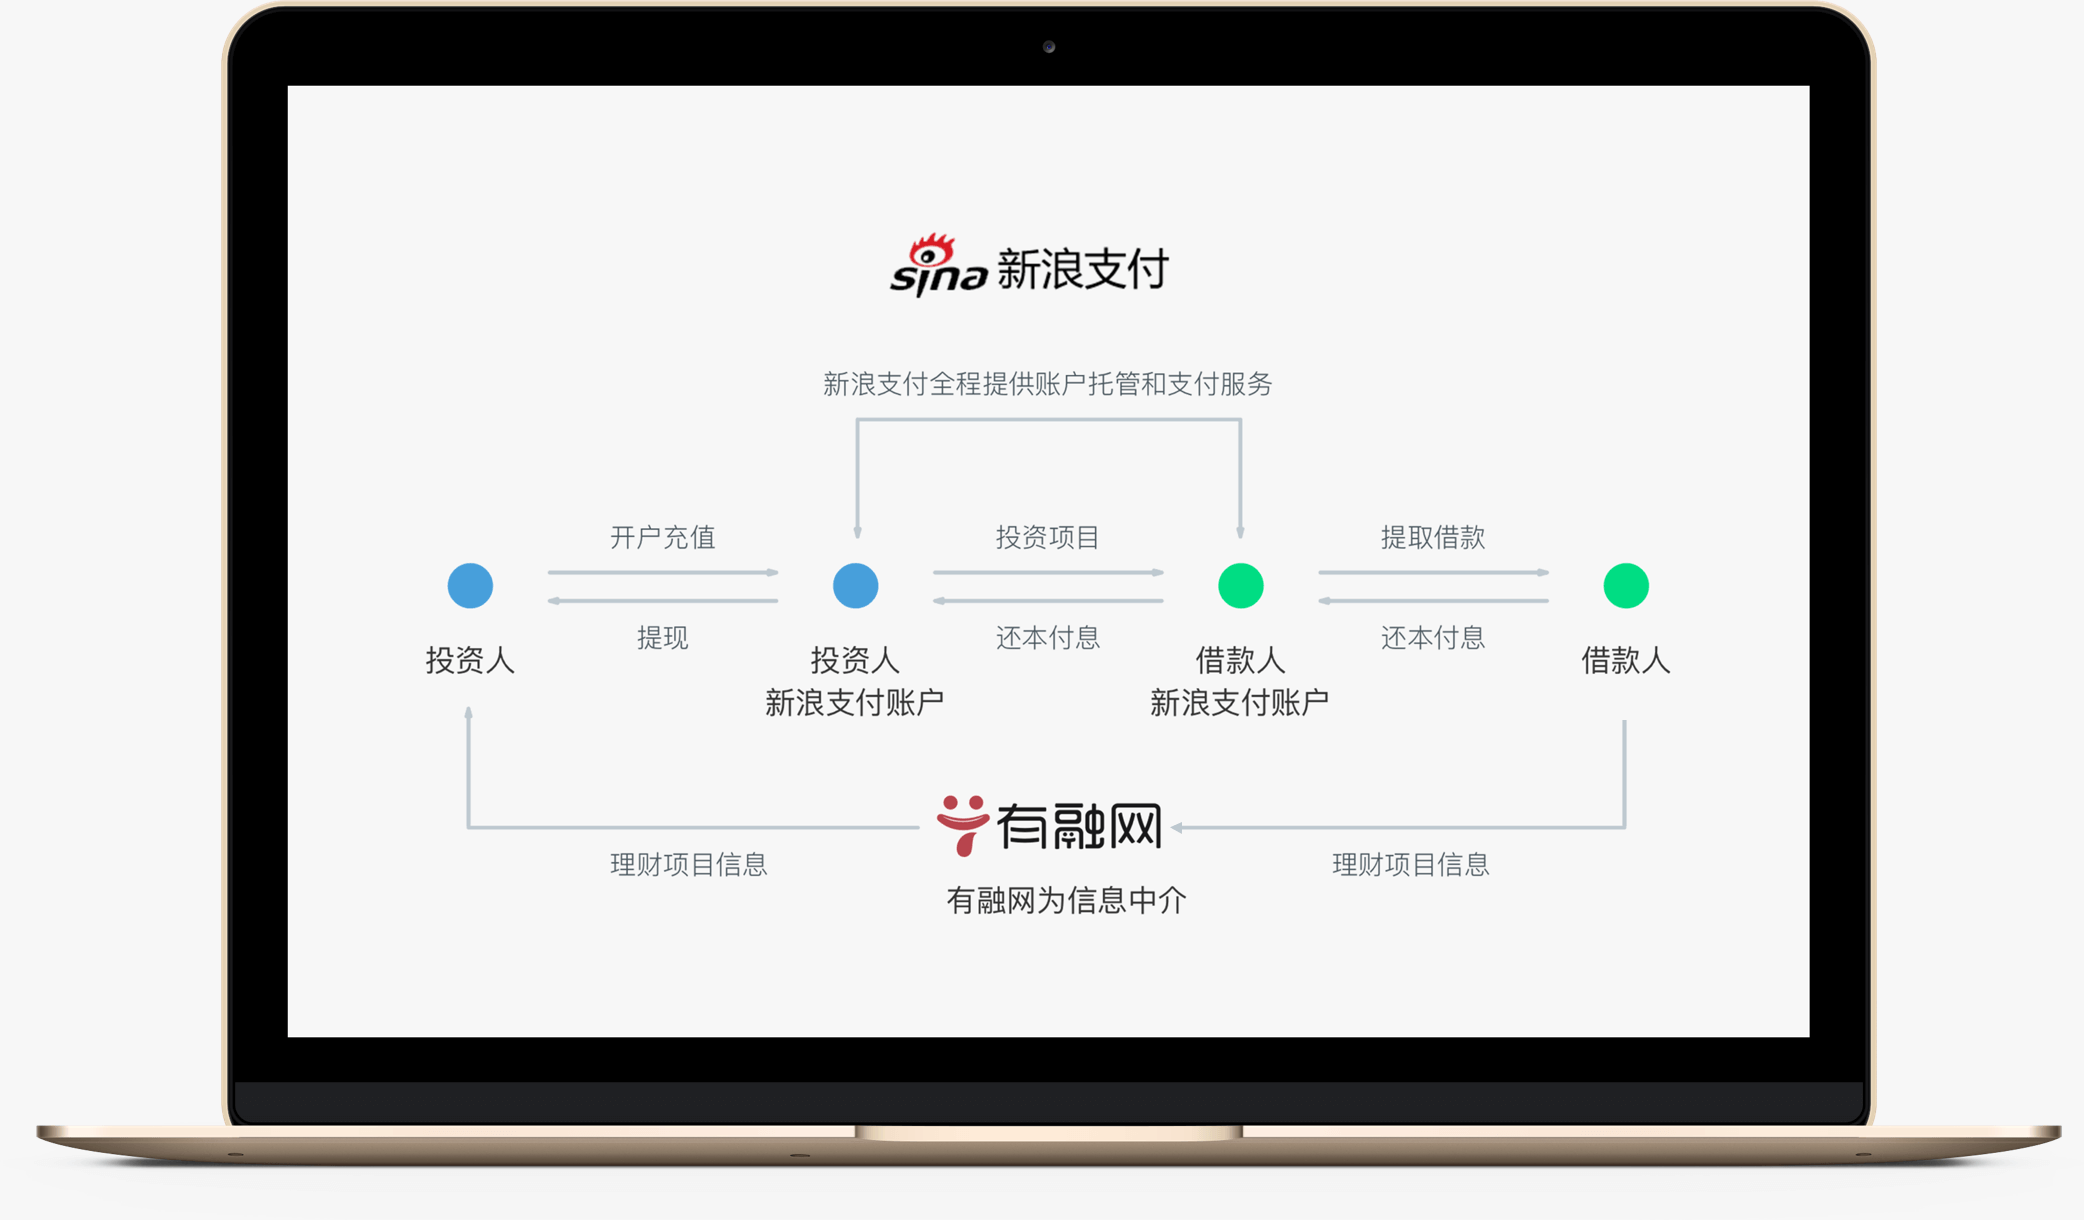 sina 新浪支付
新浪支付全程提供账户托管和支付服务
开户充值
投资项目
提取借款
提现
还本付息
还本付息
投资人
投资人
新浪支付账户
借款人
新浪支付账户
借款人
有融网
理财项目信息
理财项目信息
有融网为信息中介